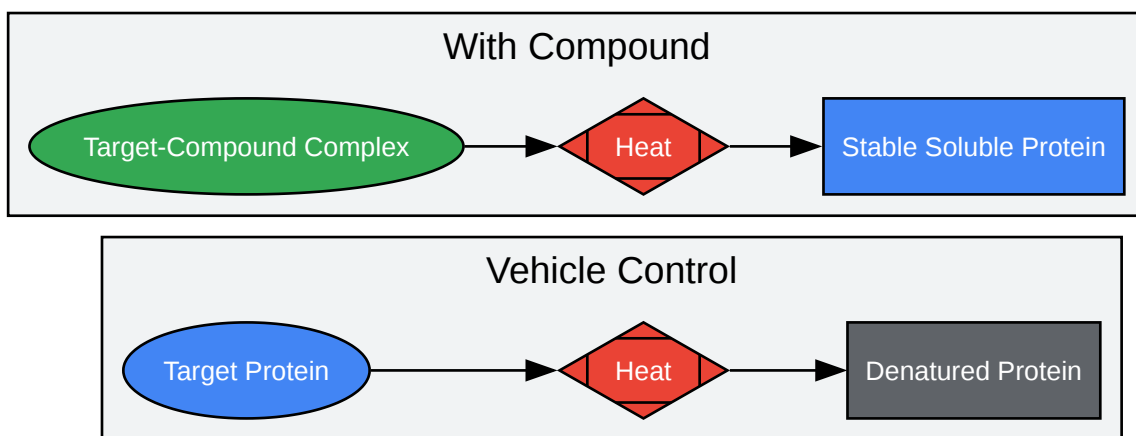 With Compound
Target-Compound Complex
Heat
Stable Soluble Protein
Vehicle Control
Target Protein
Heat
Denatured Protein